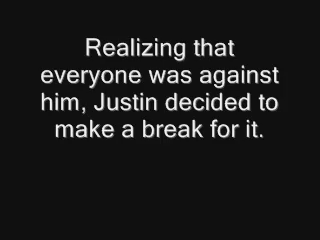 Realizing that
everyone was against
him, Justin decided to
make a break for it.